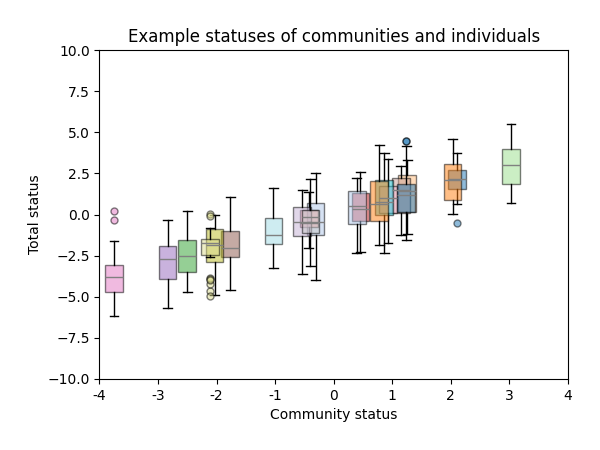 Example statuses of communities and individuals
10.0
7.5
5.0
2.5
0.0
−2.5
−5.0
−7.5
−10.0
Total status
-4 -3 -2 -1 0 1 2 3 4
Community status